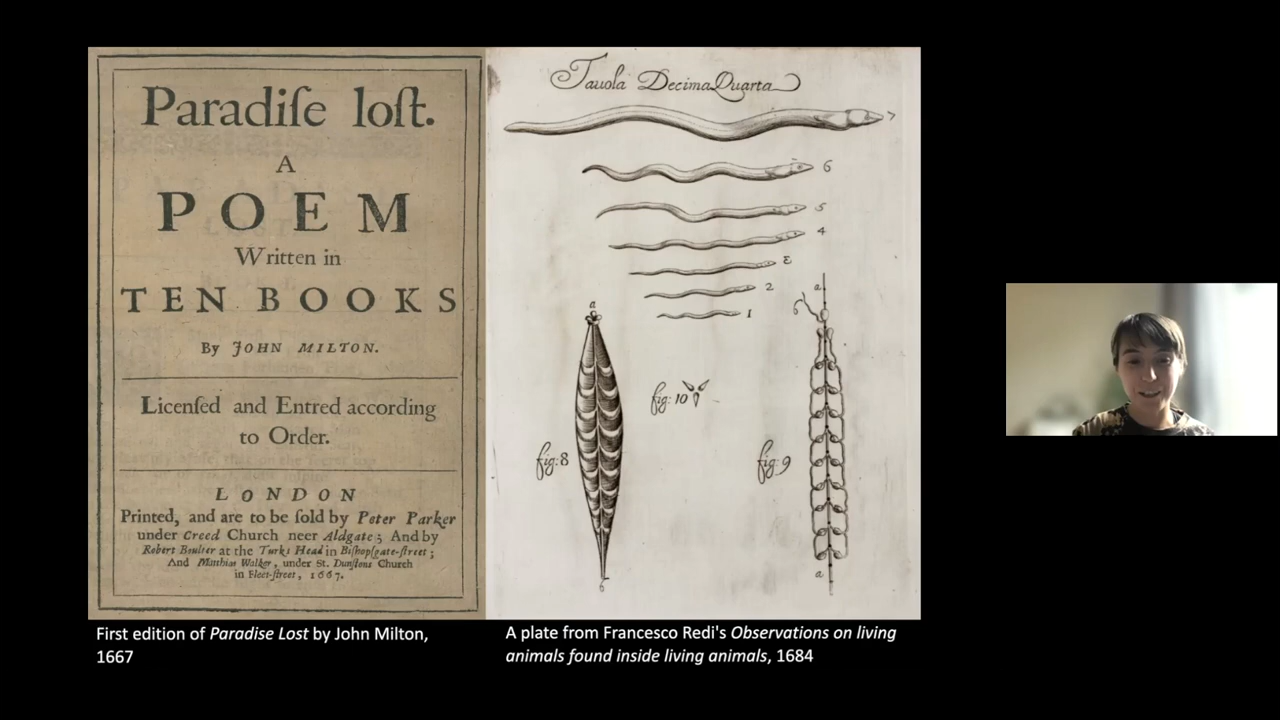 Paradiſe loſt.
A
POEM
Written in
TEN BOOKS
By JOHN MILTON.
Licenſed and Entred according
to Order.
LONDON
Printed, and are to be ſold by Peter Parker
under Creed Church neer Aldgate; And by
Robert Boulter at the Turks Head in Biſhopſgate-ſtreet;
And Matthias Walker, under St. Dunſtons Church
in Fleet-ſtreet, 1667.
Tauola DecimaQuarta
7
6
5
4
3
2
1
a
a
6
fig: 10
fig: 8
fig: 9
a
First edition of Paradise Lost by John Milton,
1667
A plate from Francesco Redi's Observations on living
animals found inside living animals, 1684